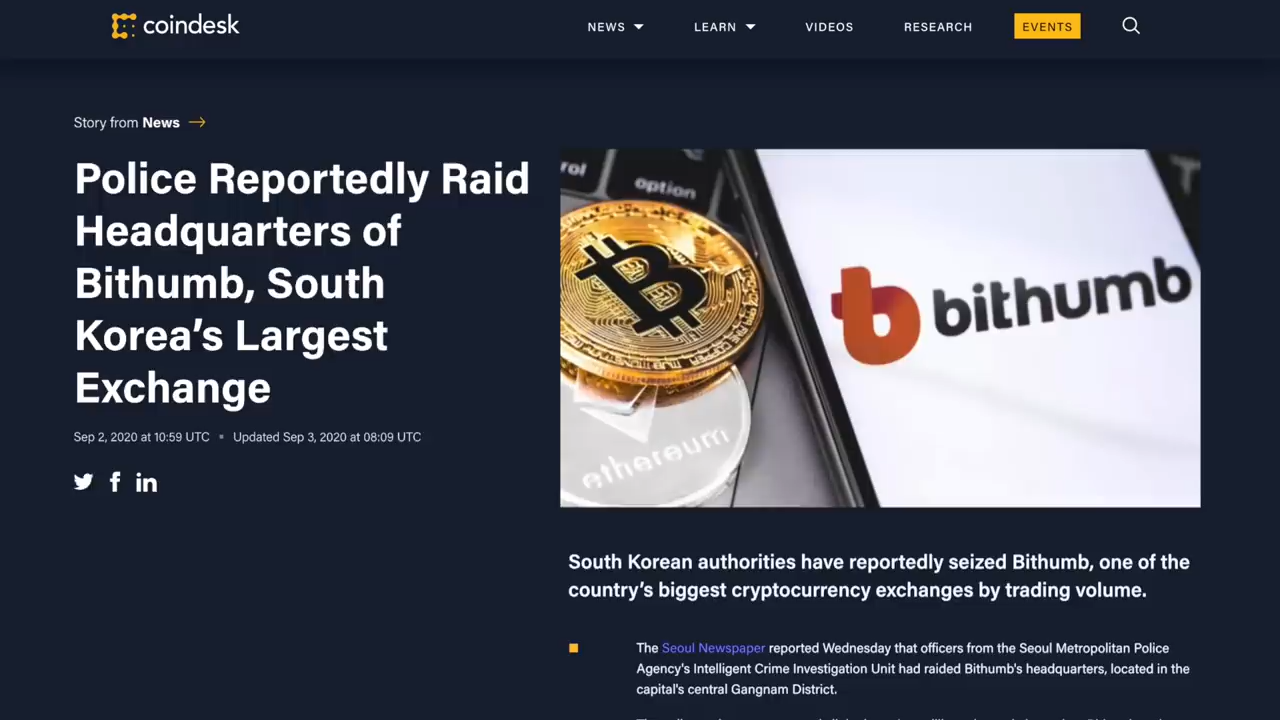 coindesk
NEWS LEARN VIDEOS RESEARCH EVENTS
Story from News
Police Reportedly Raid
Headquarters of
Bithumb, South
Korea’s Largest
Exchange
Sep 2, 2020 at 10:59 UTC ▪ Updated Sep 3, 2020 at 08:09 UTC
option
bithumb
ethereum
South Korean authorities have reportedly seized Bithumb, one of the
country’s biggest cryptocurrency exchanges by trading volume.
The Seoul Newspaper reported Wednesday that officers from the Seoul Metropolitan Police
Agency's Intelligent Crime Investigation Unit had raided Bithumb's headquarters, located in the
capital's central Gangnam District.